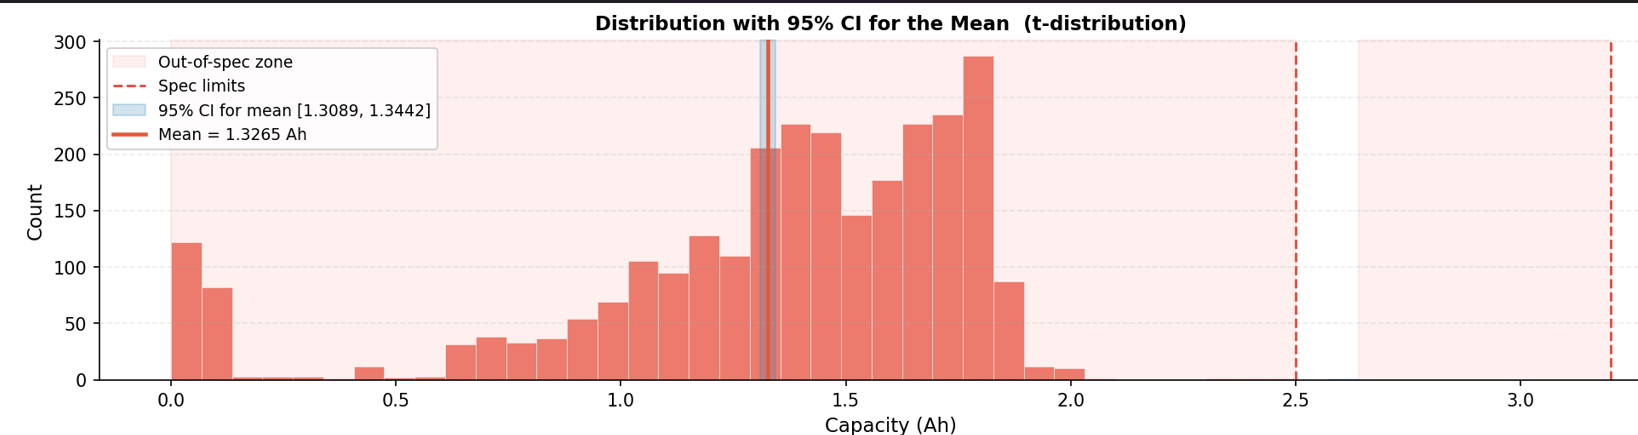 Distribution with 95% CI for the Mean  (t-distribution)
300
250
200
150
100
50
0
Count
Out-of-spec zone
Spec limits
95% CI for mean [1.3089, 1.3442]
Mean = 1.3265 Ah
0.0 0.5 1.0 1.5 2.0 2.5 3.0
Capacity (Ah)